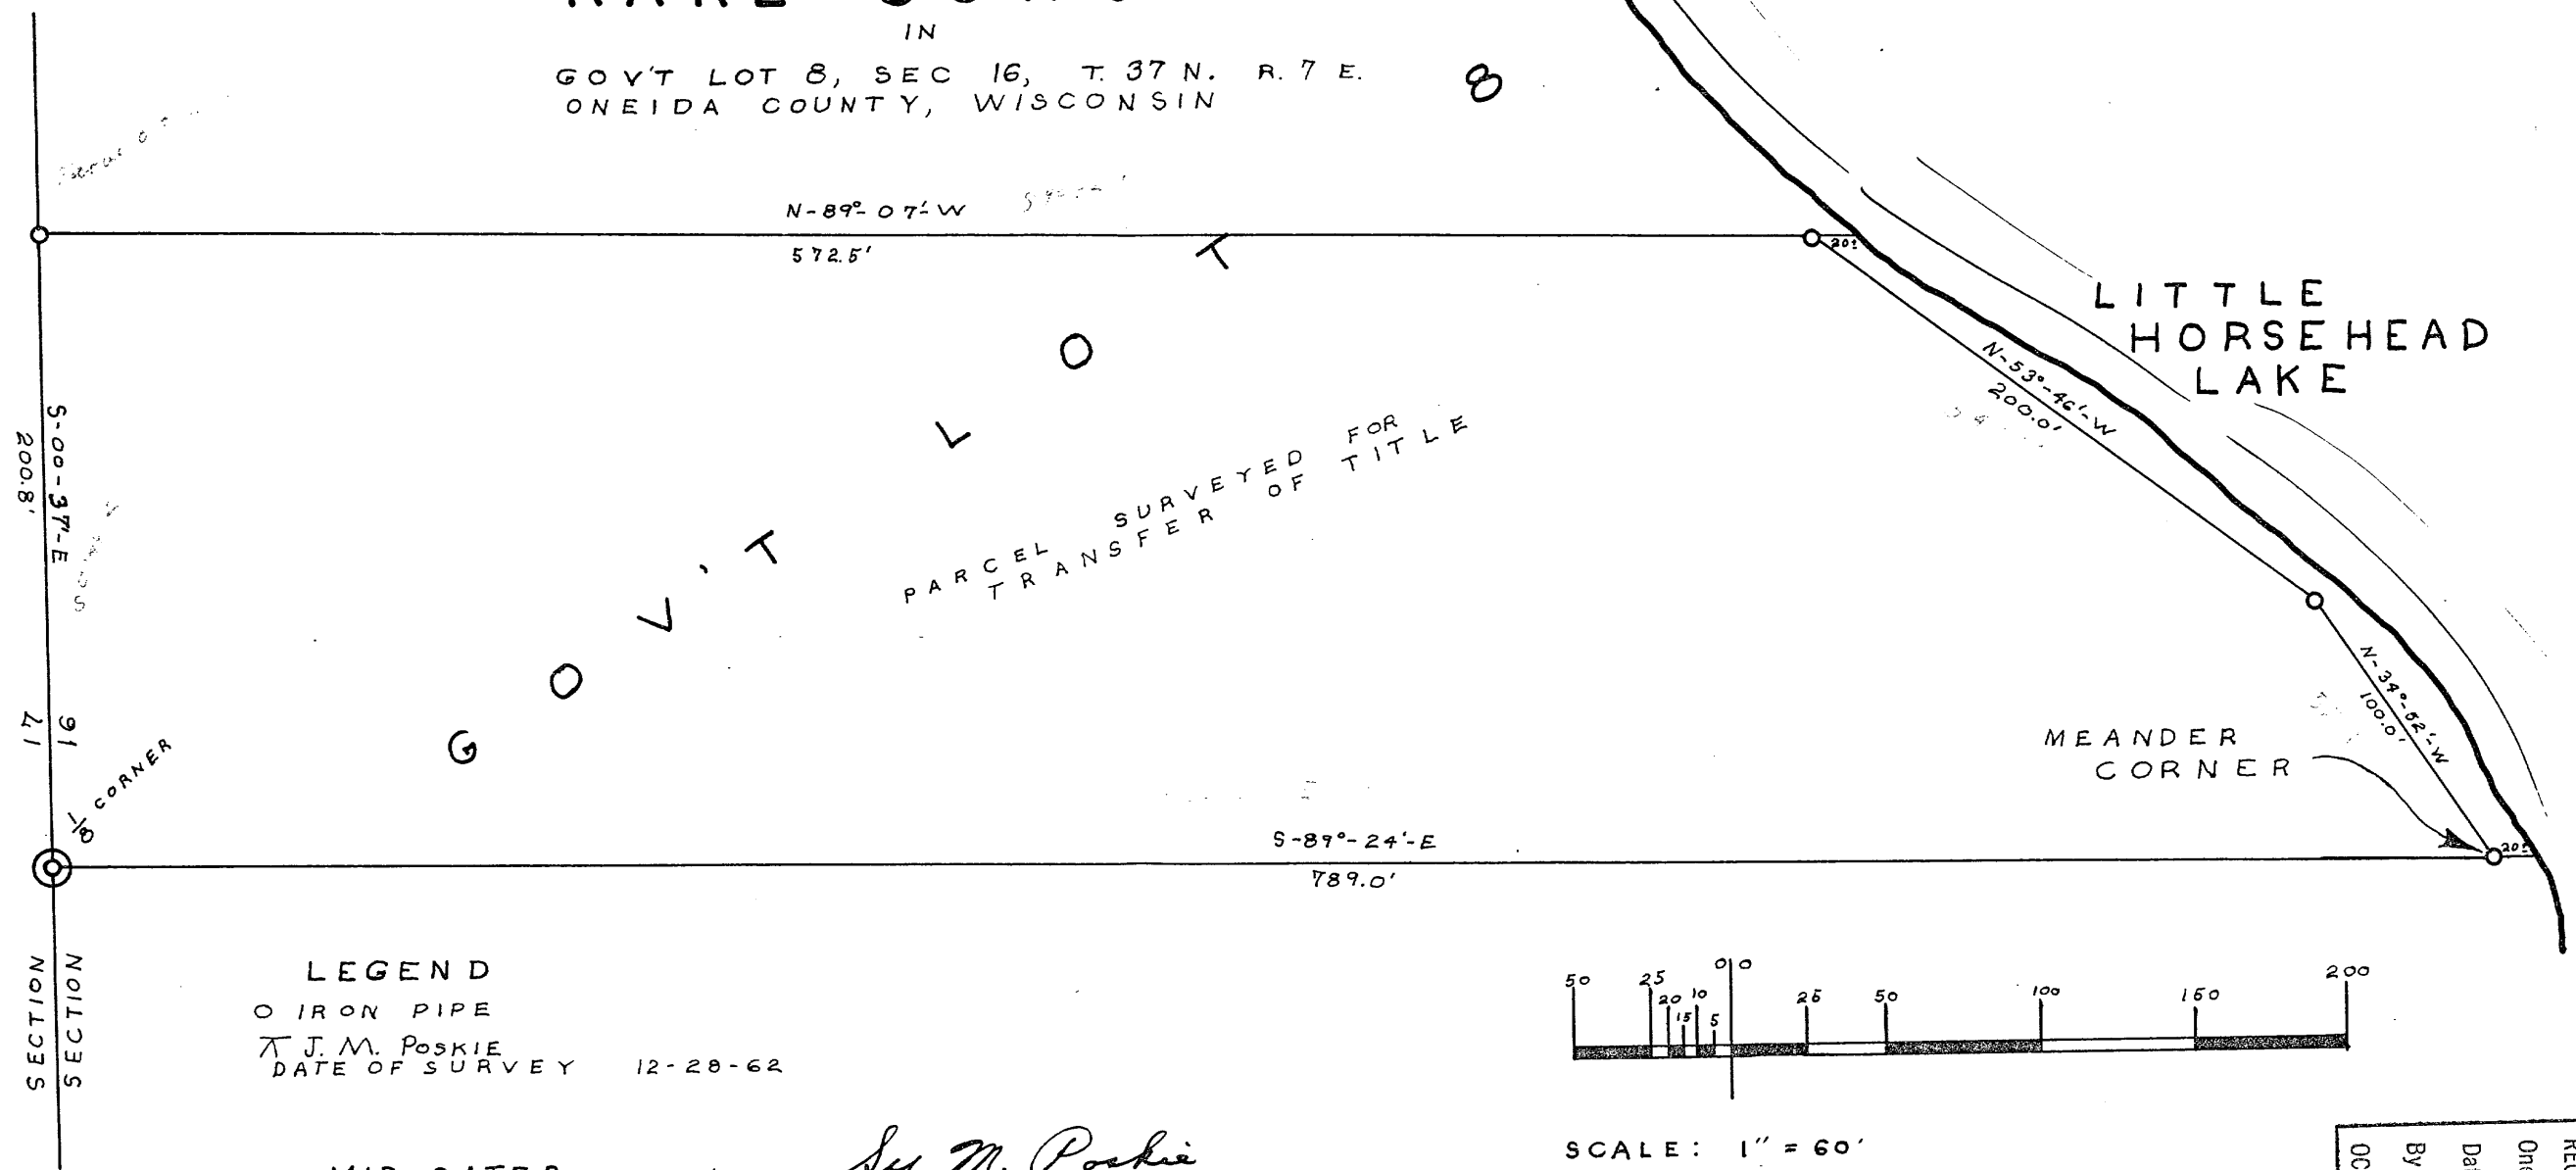 IN
GOV'T LOT 8, SEC 16, T. 37 N. R. 7 E.
ONEIDA COUNTY, WISCONSIN
8
N-89°-07'-W
572.5'
20±
LITTLE
HORSEHEAD
LAKE
N-53°-46'-W
200.0'
S-00-37'-E
200.8'
GOV'T LOT
PARCEL SURVEYED FOR
TRANSFER OF TITLE
N-34°-52'-W
100.0'
MEANDER
CORNER
16
17
1/8 CORNER
S-89°-24'-E
789.0'
20±
SECTION
SECTION
LEGEND
O IRON PIPE
J. M. POSKIE
DATE OF SURVEY 12-28-62
50 25 20 15 10 5 0 0 25 50 100 150 200
SCALE: 1" = 60'
M. Poskie
By